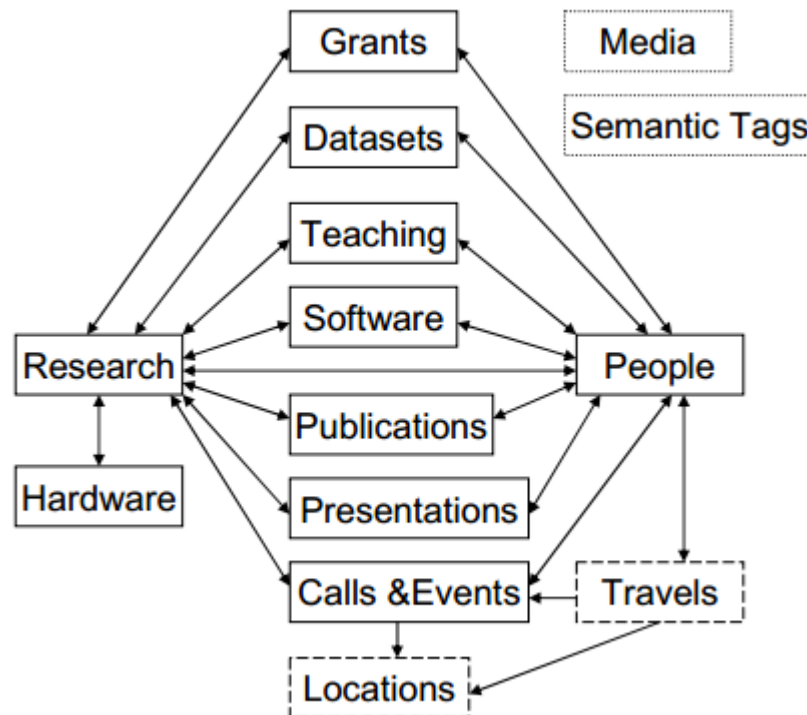 Grants
Media
Datasets
Semantic Tags
Teaching
Software
Research
People
Publications
Hardware
Presentations
Calls &Events
Travels
Locations